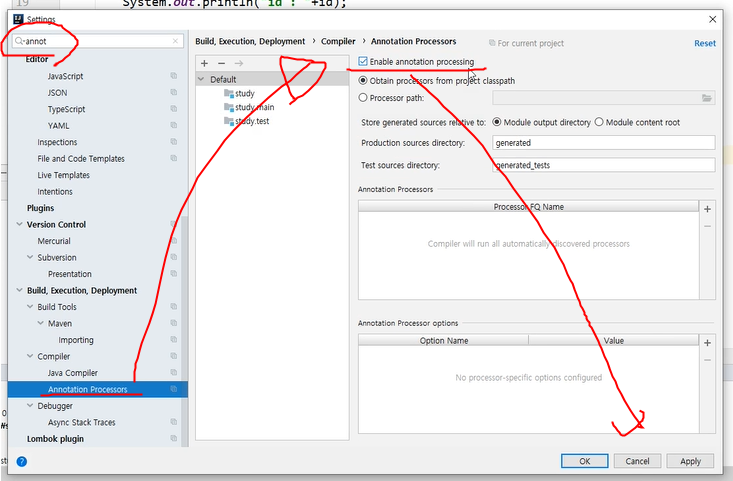 19
System.out.println("id : "+id);
Settings
annot
Editor
JavaScript
JSON
TypeScript
YAML
Inspections
File and Code Templates
Live Templates
Intentions
Plugins
Version Control
Mercurial
Subversion
Presentation
Build, Execution, Deployment
Build Tools
Maven
Importing
Compiler
Java Compiler
Annotation Processors
Debugger
Async Stack Traces
Lombok plugin
Build, Execution, Deployment > Compiler > Annotation Processors
For current project
Reset
Default
study
study.main
study.test
Enable annotation processing
Obtain processors from project classpath
Processor path:
Store generated sources relative to: Module output directory Module content root
Production sources directory: generated
Test sources directory: generated_tests
Annotation Processors
Processor FQ Name
Compiler will run all automatically discovered processors
Annotation Processor options
Option Name Value
No processor-specific options configured
OK Cancel Apply